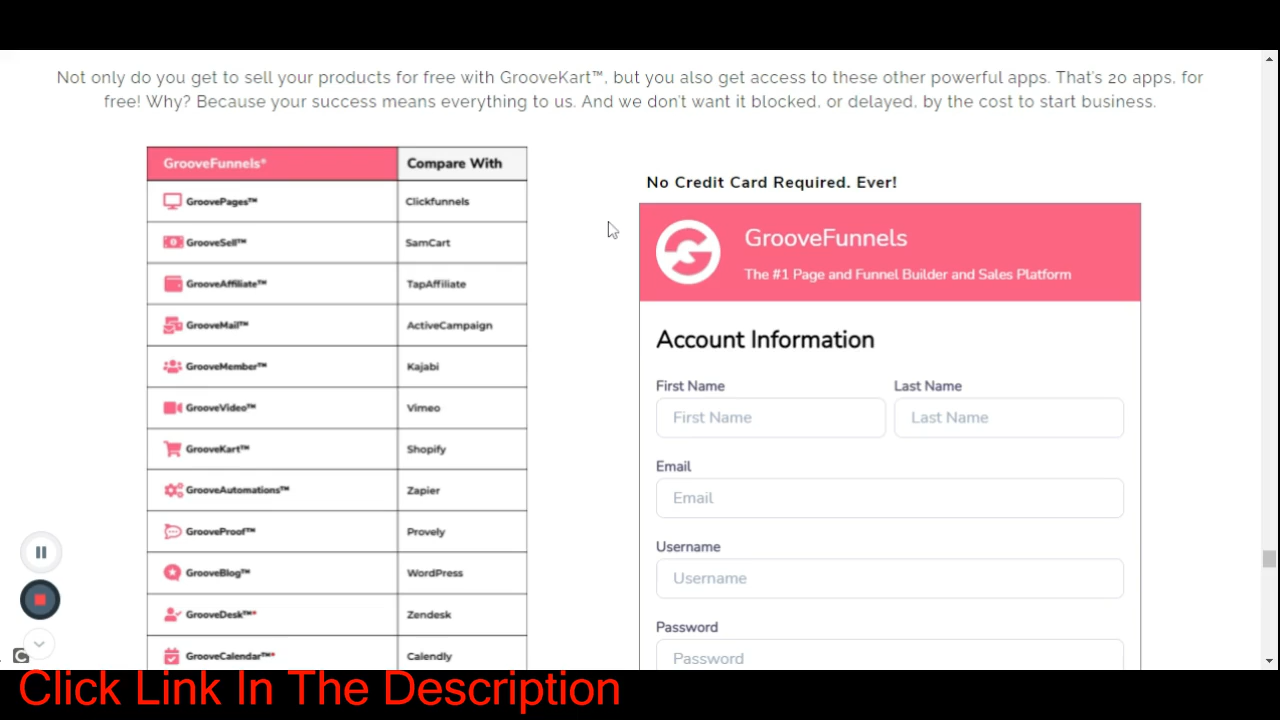 Not only do you get to sell your products for free with GrooveKart™, but you also get access to these other powerful apps. That's 20 apps, for
free! Why? Because your success means everything to us. And we don't want it blocked, or delayed, by the cost to start business.
GrooveFunnels® Compare With
GroovePages™ Clickfunnels
GrooveSell™ SamCart
GrooveAffiliate™ TapAffiliate
GrooveMail™ ActiveCampaign
GrooveMember™ Kajabi
GrooveVideo™ Vimeo
GrooveKart™ Shopify
GrooveAutomations™ Zapier
GrooveProof™ Provely
GrooveBlog™ WordPress
GrooveDesk™* Zendesk
GrooveCalendar™* Calendly
No Credit Card Required. Ever!
GrooveFunnels
The #1 Page and Funnel Builder and Sales Platform
Account Information
First Name Last Name
First Name Last Name
Email
Email
Username
Username
Password
Password
Click Link In The Description